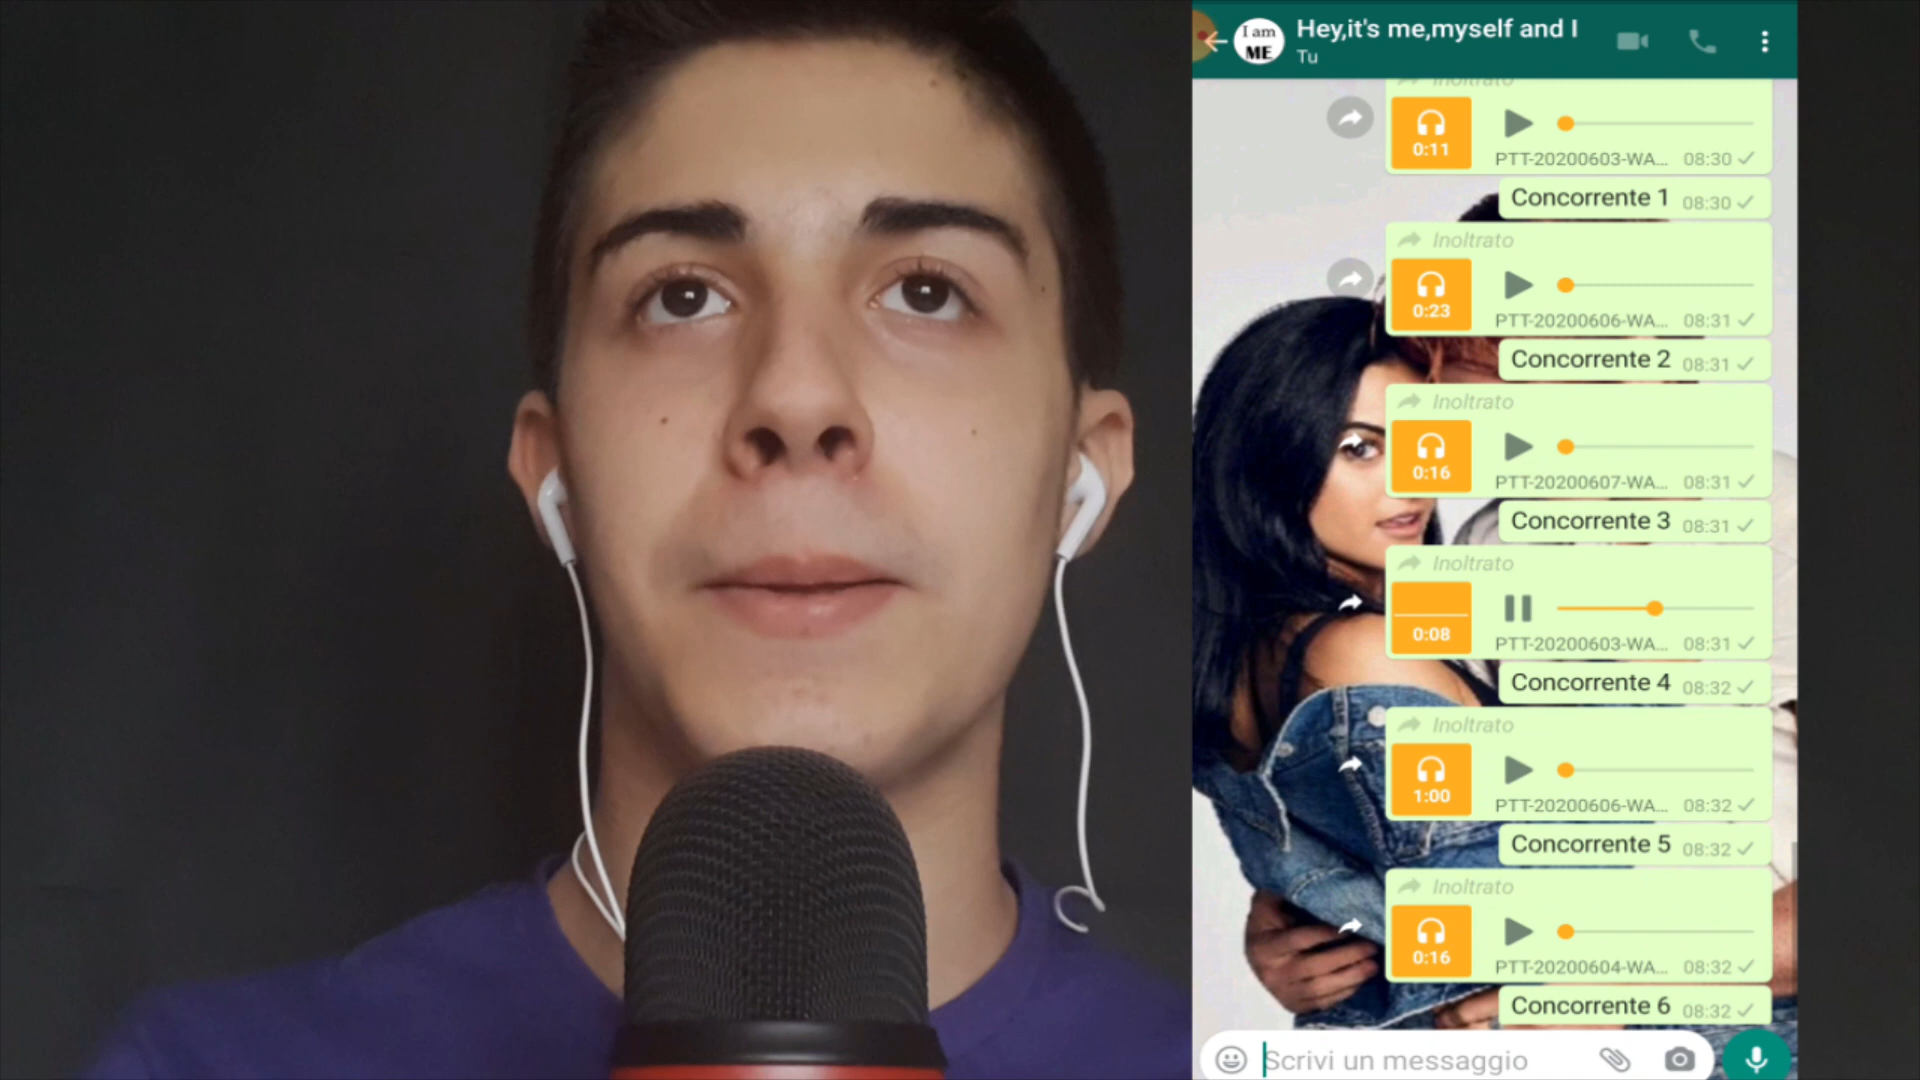 I am
ME
Hey,it's me,myself and I
Tu
Inoltrato
0:11
PTT-20200603-WA... 08:30
Concorrente 1 08:30
Inoltrato
0:23
PTT-20200606-WA... 08:31
Concorrente 2 08:31
Inoltrato
0:16
PTT-20200607-WA... 08:31
Concorrente 3 08:31
Inoltrato
0:08
PTT-20200603-WA... 08:31
Concorrente 4 08:32
Inoltrato
1:00
PTT-20200606-WA... 08:32
Concorrente 5 08:32
Inoltrato
0:16
PTT-20200604-WA... 08:32
Concorrente 6 08:32
Scrivi un messaggio